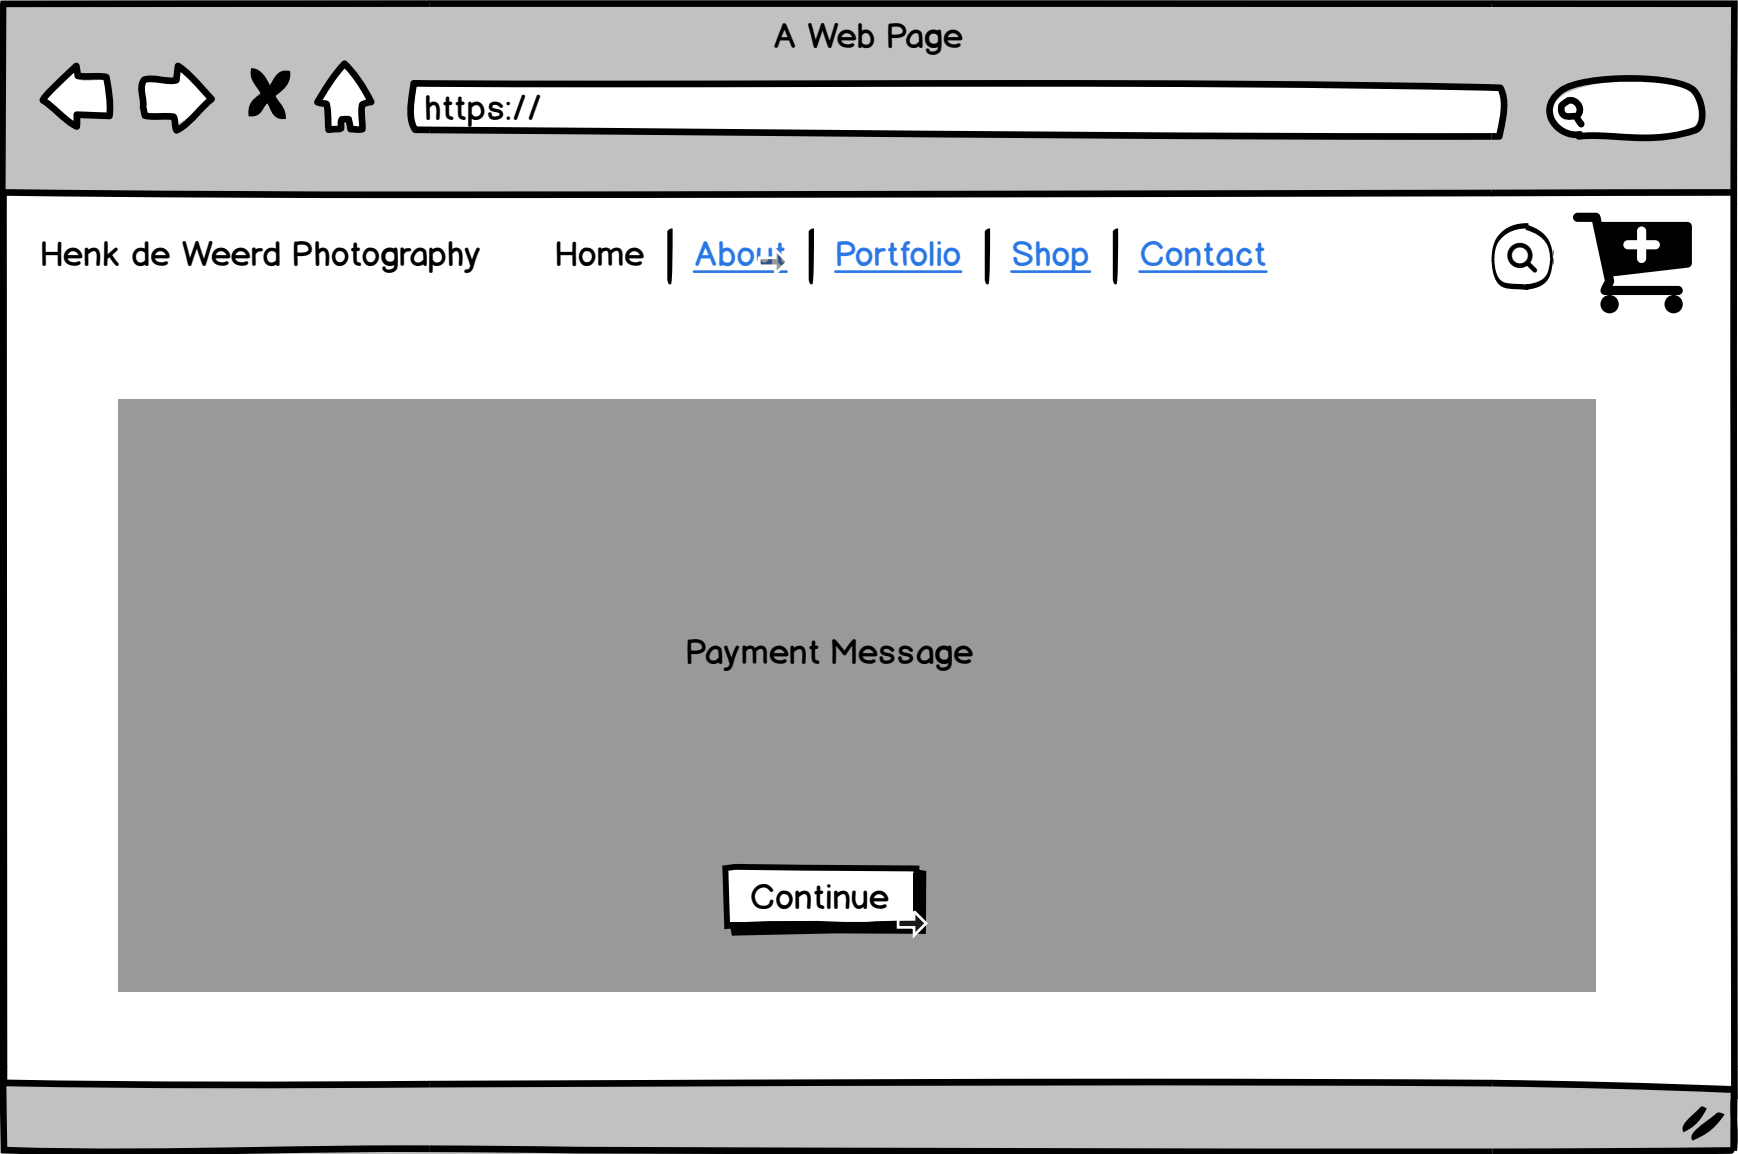 A Web Page
https://
Henk de Weerd Photography
Home About Portfolio Shop Contact
Payment Message
Continue